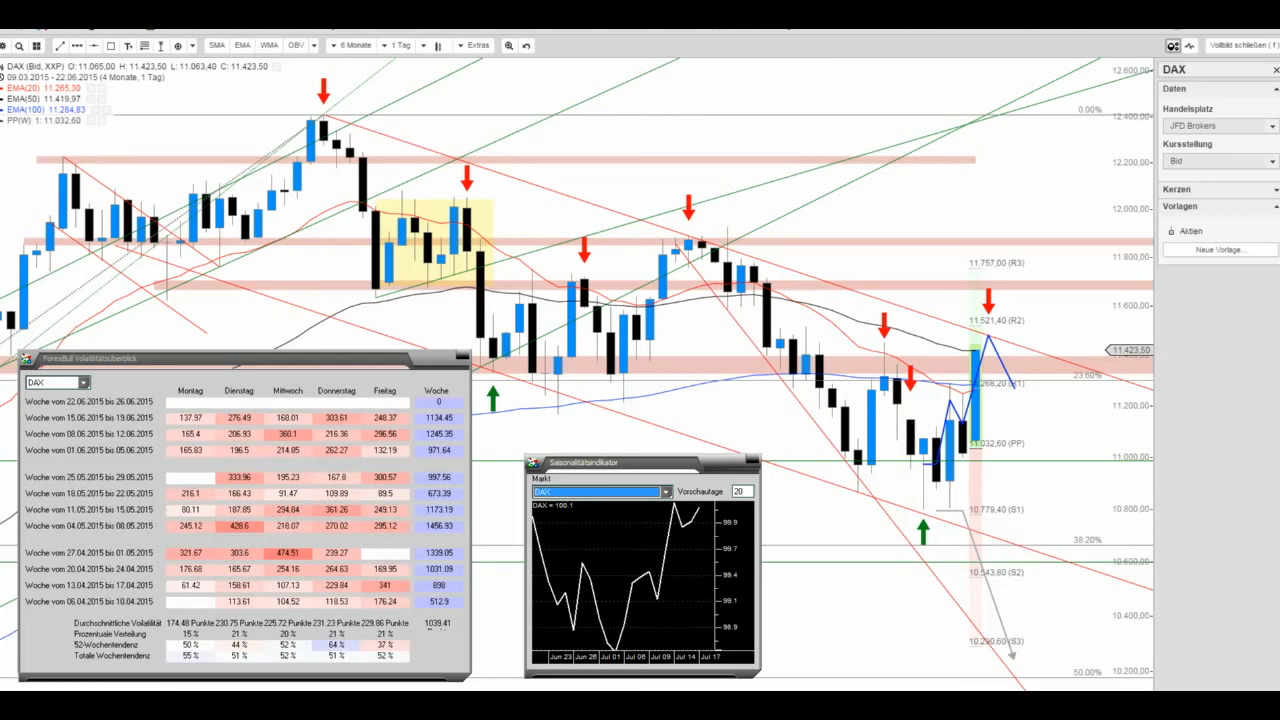 SMA EMA WMA OBV 6 Monate 1 Tag Extras Vollbild schließen (f)
DAX (Bid, XXP) O: 11.065,00 H: 11.423,50 L: 11.063,40 C: 11.423,50
09.03.2015 - 22.06.2015 (4 Monate, 1 Tag)
EMA(20) 11.265,30
EMA(50) 11.419,97
EMA(100) 11.284,83
PP(W) 1: 11.032,60
12.600,00
0.00%
12.400,00
12.200,00
12.000,00
11.800,00
11.757,00 (R3)
11.600,00
11.521,40 (R2)
11.423,50
23.60%
11.268,20 (R1)
11.200,00
11.032,60 (PP)
11.000,00
10.779,40 (S1)
10.800,00
38.20%
10.600,00
10.543,80 (S2)
10.400,00
10.290,60 (S3)
50.00%
10.200,00
DAX
Daten
Handelsplatz
JFD Brokers
Kursstellung
Bid
Kerzen
Vorlagen
Aktien
Neue Vorlage...
ForexBull Volatilitätsüberblick
DAX
Montag Dienstag Mittwoch Donnerstag Freitag Woche
Woche vom 22.06.2015 bis 26.06.2015 0
Woche vom 15.06.2015 bis 19.06.2015 137.97 276.49 168.01 303.61 248.37 1134.45
Woche vom 08.06.2015 bis 12.06.2015 165.4 206.93 360.1 216.36 296.56 1245.35
Woche vom 01.06.2015 bis 05.06.2015 165.83 196.5 214.85 262.27 132.19 971.64
Woche vom 25.05.2015 bis 29.05.2015 333.96 195.23 167.8 300.57 997.56
Woche vom 18.05.2015 bis 22.05.2015 216.1 166.43 91.47 109.89 89.5 673.39
Woche vom 11.05.2015 bis 15.05.2015 80.11 187.85 294.84 361.26 249.13 1173.19
Woche vom 04.05.2015 bis 08.05.2015 245.12 428.6 218.07 270.02 295.12 1456.93
Woche vom 27.04.2015 bis 01.05.2015 321.67 303.6 474.51 239.27 1339.05
Woche vom 20.04.2015 bis 24.04.2015 176.68 165.67 254.16 264.63 169.95 1031.09
Woche vom 13.04.2015 bis 17.04.2015 61.42 158.61 107.13 229.84 341 898
Woche vom 06.04.2015 bis 10.04.2015 113.61 104.52 118.53 176.24 512.9
Durchschnittliche Volatilität 174.48 Punkte 230.75 Punkte 225.72 Punkte 231.23 Punkte 229.86 Punkte 1039.41
Prozentuale Verteilung 15 % 21 % 20 % 21 % 21 %
52-Wochentendenz 50 % 44 % 52 % 64 % 37 %
Totale Wochentendenz 55 % 51 % 52 % 51 % 52 %
Saisonalitätsindikator
Markt
DAX Vorschautage 20
DAX = 100.1
99.9
99.7
99.4
99.1
98.9
Jun 23 Jun 26 Jul 01 Jul 06 Jul 09 Jul 14 Jul 17